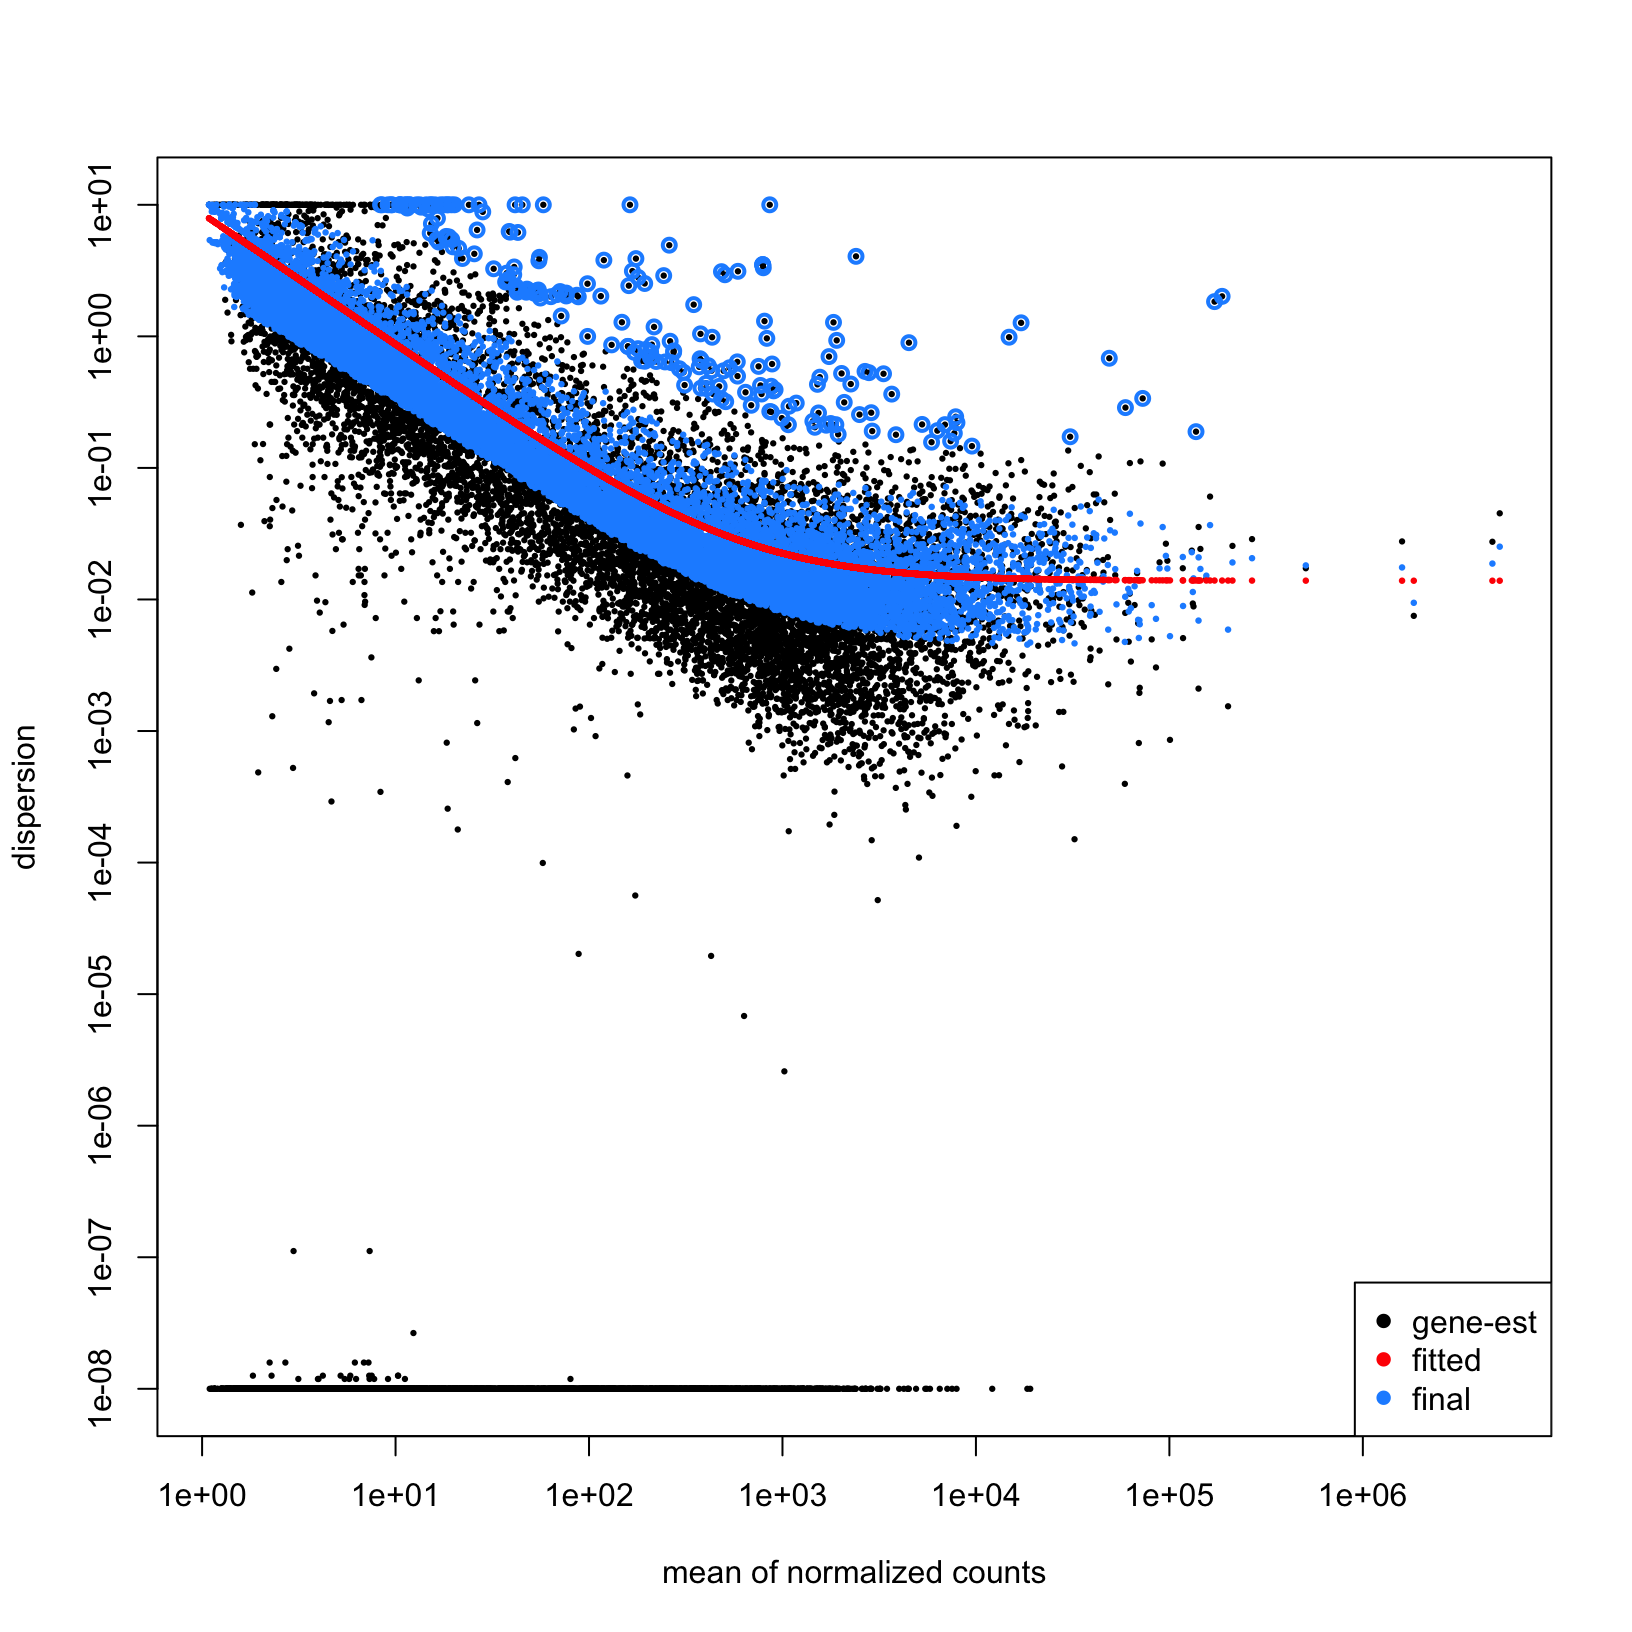 1e+01
1e+00
1e-01
1e-02
1e-03
1e-04
1e-05
1e-06
1e-07
1e-08
dispersion
gene-est
fitted
final
1e+00 1e+01 1e+02 1e+03 1e+04 1e+05 1e+06
mean of normalized counts